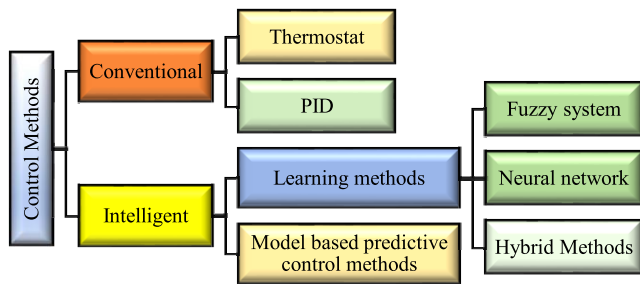 Control Methods
Conventional
Thermostat
PID
Intelligent
Learning methods
Model based predictive
control methods
Fuzzy system
Neural network
Hybrid Methods